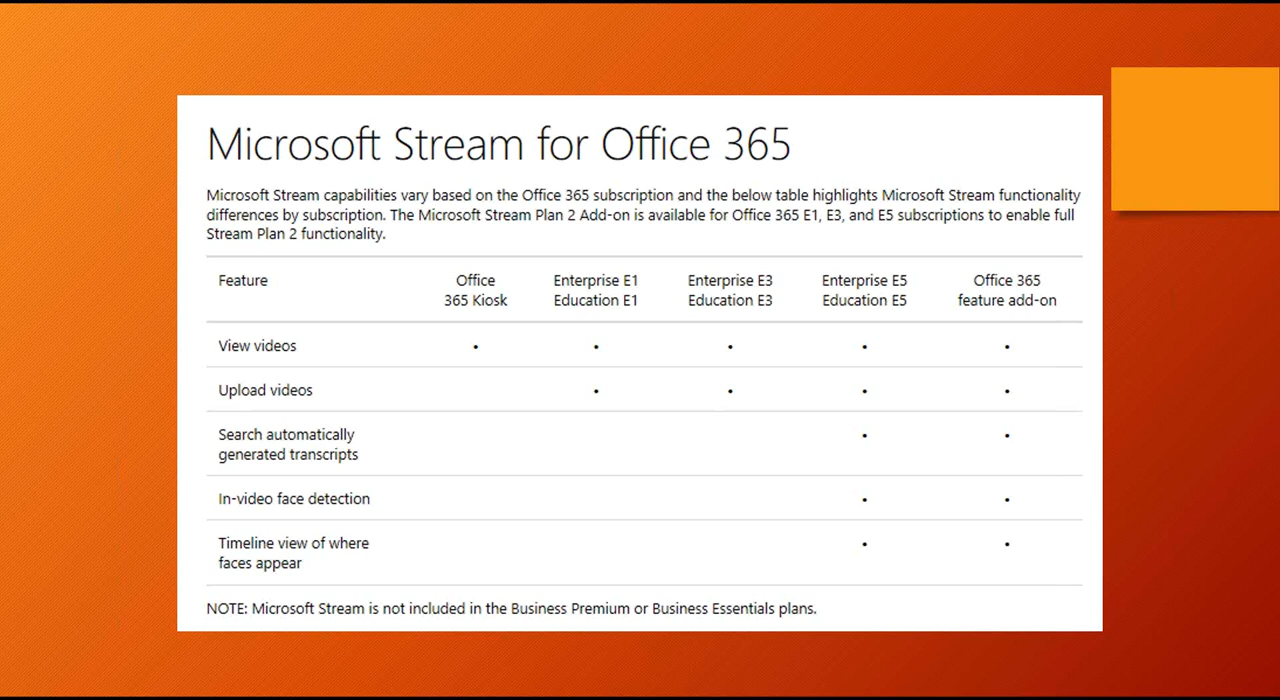 Microsoft Stream for Office 365
Microsoft Stream capabilities vary based on the Office 365 subscription and the below table highlights Microsoft Stream functionality
differences by subscription. The Microsoft Stream Plan 2 Add-on is available for Office 365 E1, E3, and E5 subscriptions to enable full
Stream Plan 2 functionality.
Feature Office Enterprise E1 Enterprise E3 Enterprise E5 Office 365
365 Kiosk Education E1 Education E3 Education E5 feature add-on
View videos • • • • •
Upload videos • • • •
Search automatically • •
generated transcripts
In-video face detection • •
Timeline view of where • •
faces appear
NOTE: Microsoft Stream is not included in the Business Premium or Business Essentials plans.